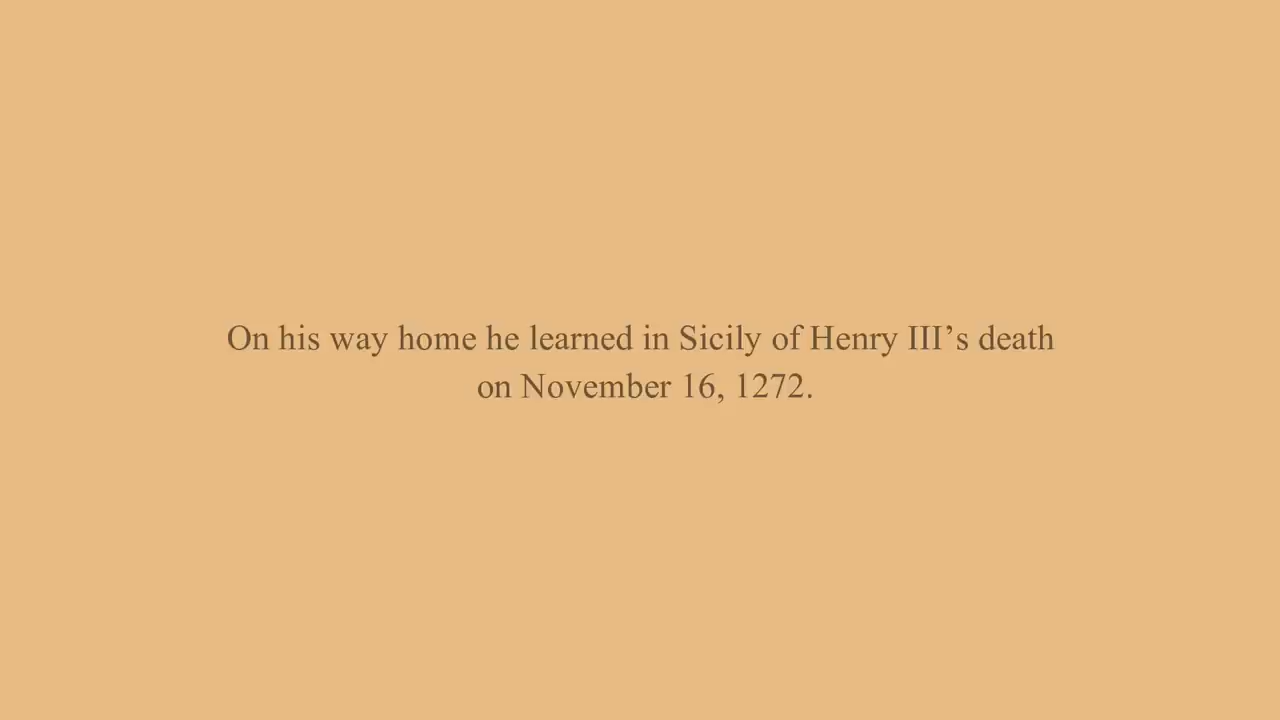 On his way home he learned in Sicily of Henry III’s death
on November 16, 1272.